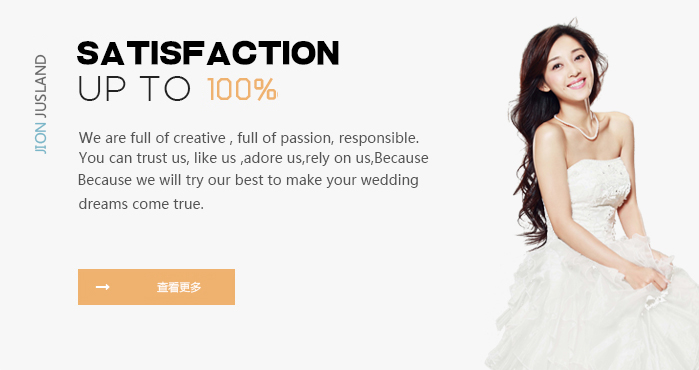 JION JUSLAND
SATISFACTION
UP TO 100%
We are full of creative , full of passion, responsible.
You can trust us, like us ,adore us,rely on us,Because
Because we will try our best to make your wedding
dreams come true.
查看更多